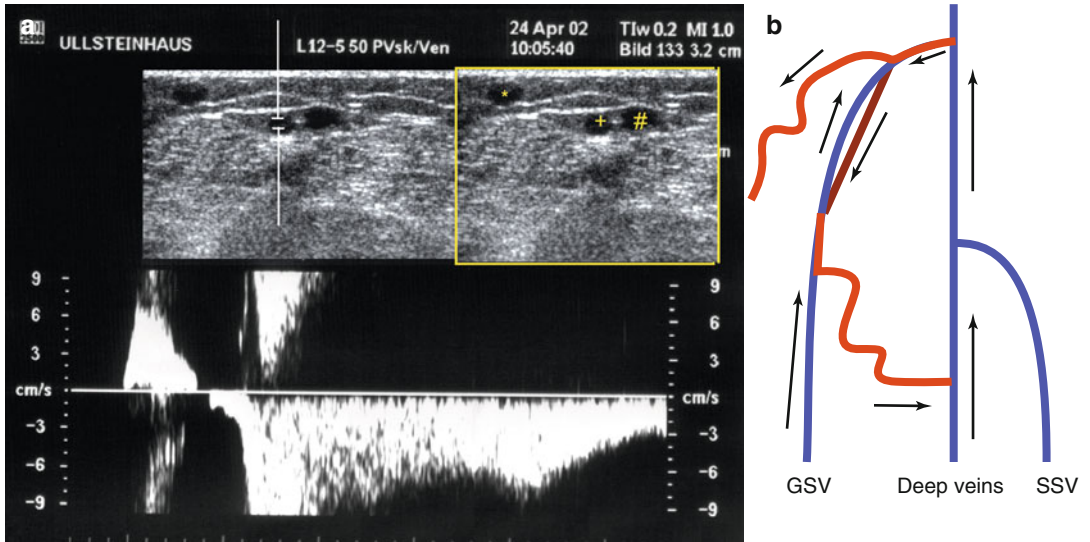 a
b
ULLSTEINHAUS
L12-5 50 PVsk/Ven
24 Apr 02
10:05:40
TIw 0.2 MI 1.0
Bild 133 3.2 cm
*
+
#
m
9
6
3
cm/s
-3
-6
-9
9
6
3
cm/s
-3
-6
-9
GSV
Deep veins
SSV